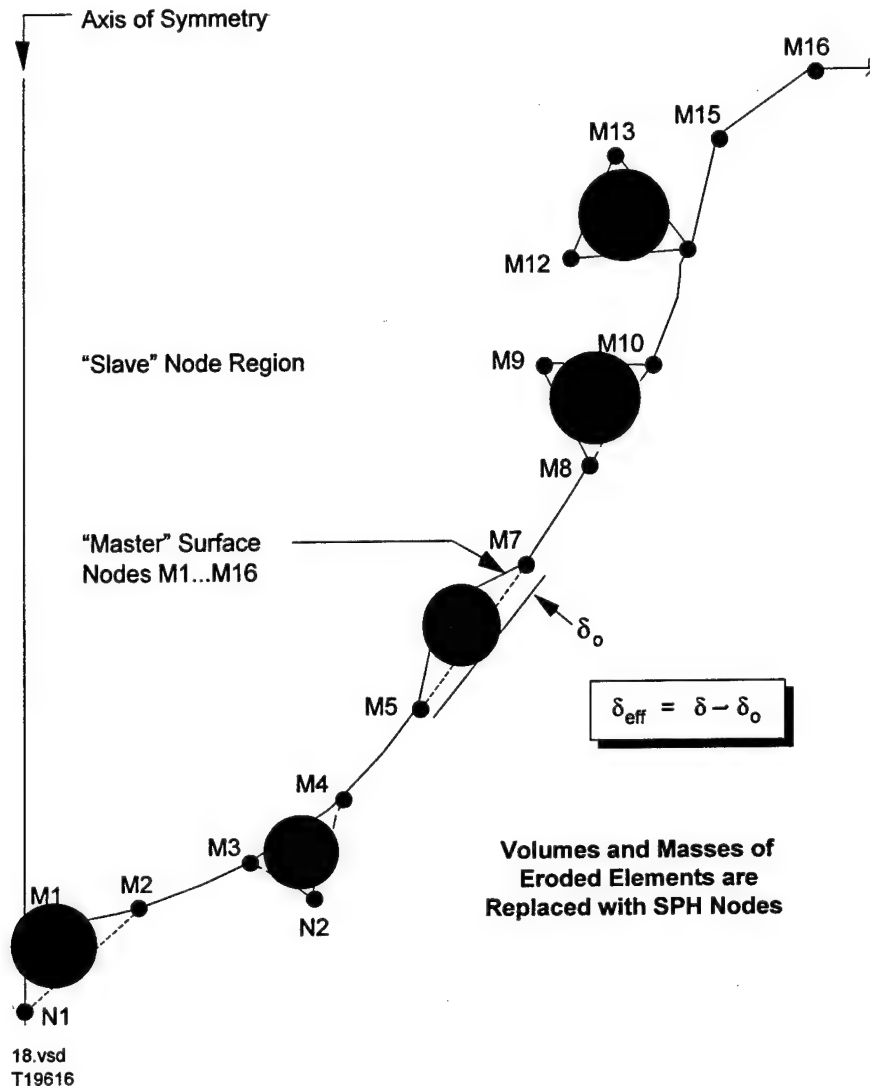 Axis of Symmetry
M16
M15
M13
M12
M10
M9
"Slave" Node Region
M8
"Master" Surface
Nodes M1...M16
M7
δo
M5
δeff = δ – δo
M4
M3
Volumes and Masses of
Eroded Elements are
Replaced with SPH Nodes
M1
M2
N2
N1
18.vsd
T19616